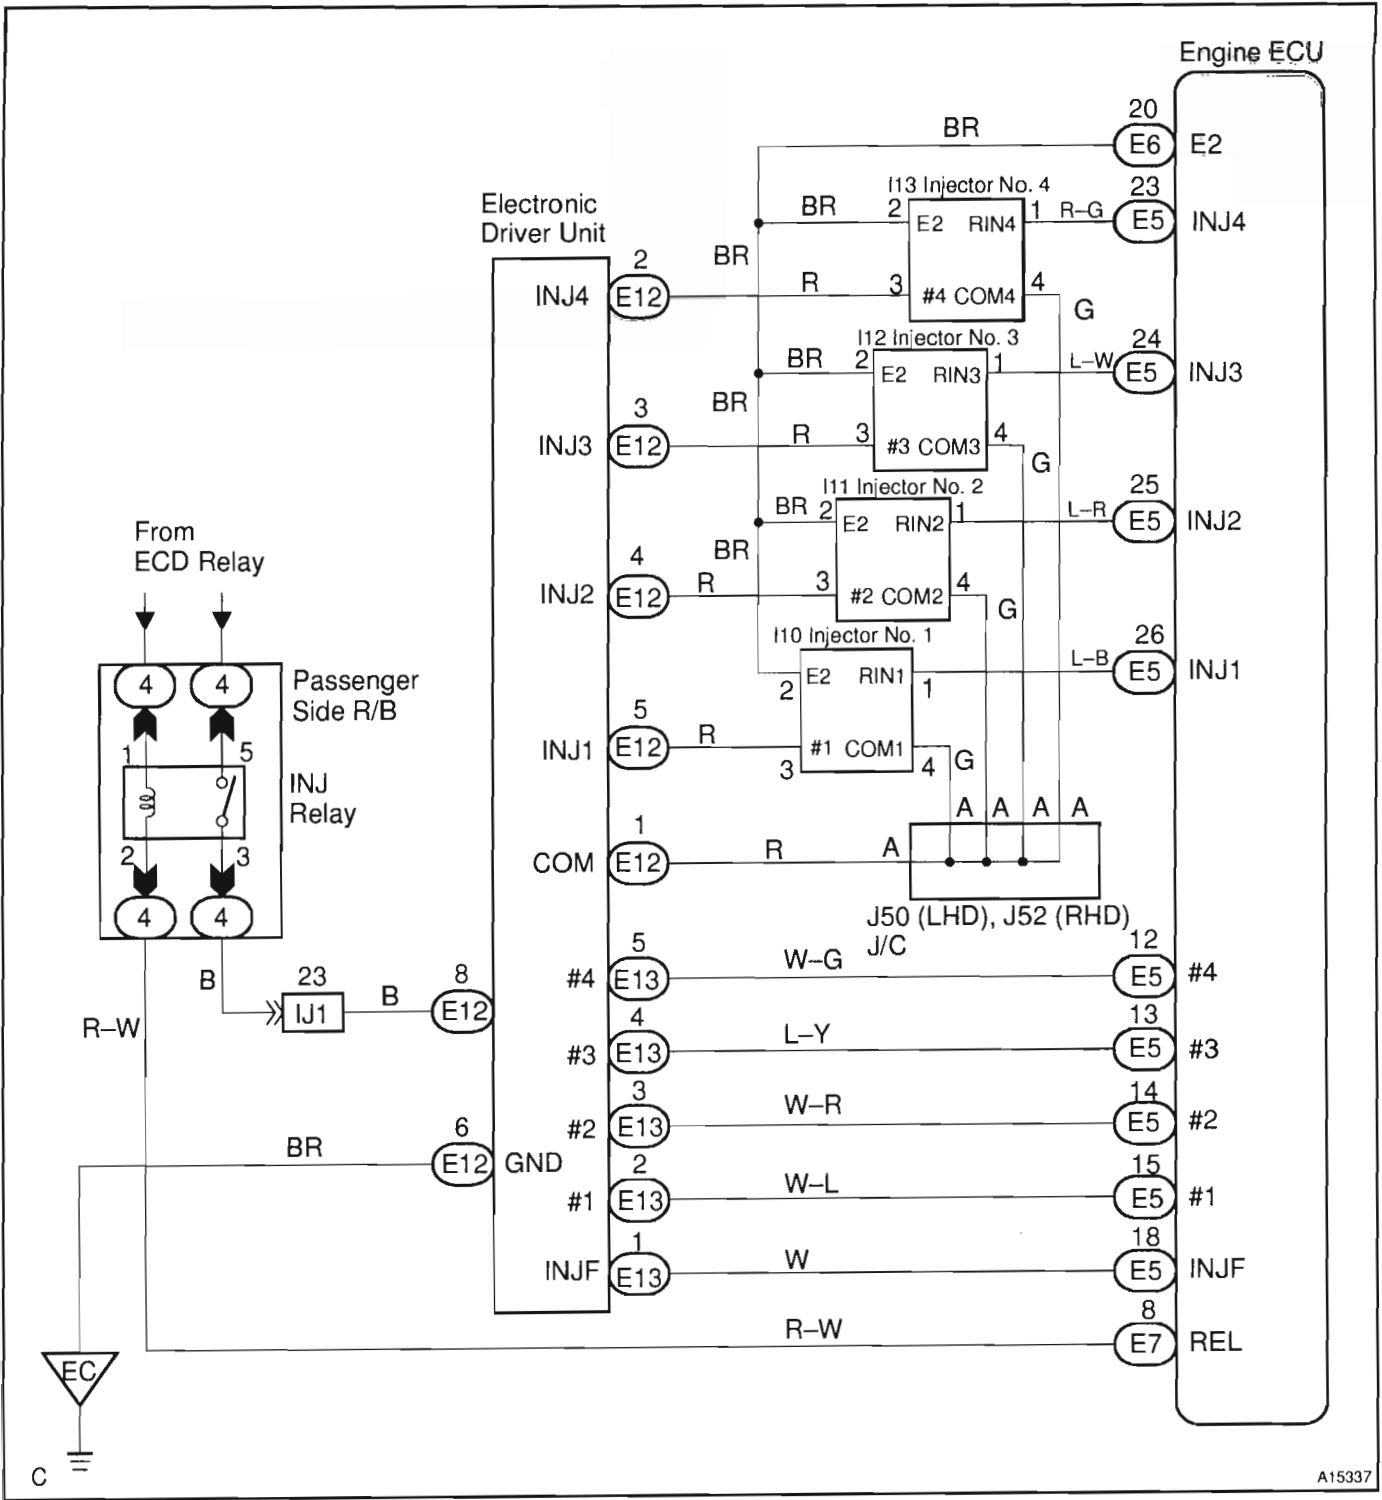 Engine ECU
20
BR
E6
E2
I13 Injector No. 4
23
BR
2
E2
RIN4
1
R–G
E5
INJ4
Electronic
Driver Unit
BR
2
INJ4
E12
R
3
#4
COM4
4
G
I12 Injector No. 3
24
BR
2
E2
RIN3
1
L–W
E5
INJ3
BR
3
INJ3
E12
R
3
#3
COM3
4
G
I11 Injector No. 2
25
BR
2
E2
RIN2
1
L–R
E5
INJ2
From
ECD Relay
BR
4
INJ2
E12
R
3
#2
COM2
4
G
I10 Injector No. 1
26
2
E2
RIN1
1
L–B
E5
INJ1
4
4
Passenger
Side R/B
5
INJ1
E12
R
3
#1
COM1
4
G
1
5
INJ
Relay
A
A
A
A
2
3
1
COM
E12
R
A
4
4
J50 (LHD), J52 (RHD)
J/C
5
#4
E13
W–G
12
E5
#4
B
23
IJ1
B
8
E12
R–W
4
#3
E13
L–Y
13
E5
#3
3
#2
E13
W–R
14
E5
#2
BR
6
E12
GND
2
#1
E13
W–L
15
E5
#1
1
INJF
E13
W
18
E5
INJF
R–W
8
E7
REL
EC
C
A15337